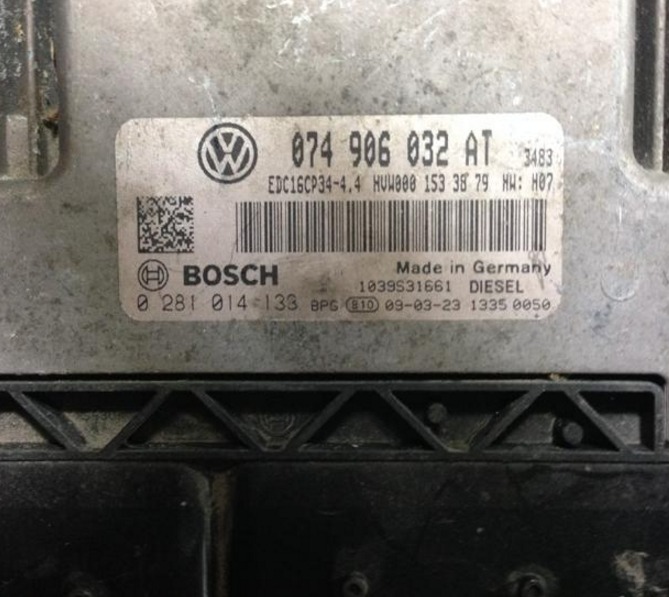 VW 074 906 032 AT 3483
EDC16CP34-4.4 HVW000 153 38 79 HW: H07
BOSCH Made in Germany
1039S31661 DIESEL
0 281 014 133 BPG 810 09-03-23 1335 0050